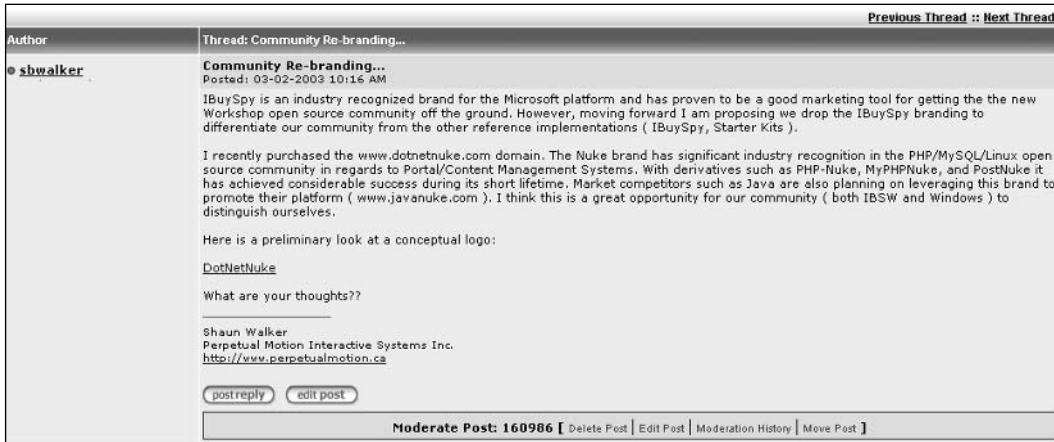 Previous Thread :: Next Thread
Author
Thread: Community Re-branding...
sbwalker
Community Re-branding...
Posted: 03-02-2003 10:16 AM
IBuySpy is an industry recognized brand for the Microsoft platform and has proven to be a good marketing tool for getting the the new
Workshop open source community off the ground. However, moving forward I am proposing we drop the IBuySpy branding to
differentiate our community from the other reference implementations ( IBuySpy, Starter Kits ).
I recently purchased the www.dotnetnuke.com domain. The Nuke brand has significant industry recognition in the PHP/MySQL/Linux open
source community in regards to Portal/Content Management Systems. With derivatives such as PHP-Nuke, MyPHPNuke, and PostNuke it
has achieved considerable success during its short lifetime. Market competitors such as Java are also planning on leveraging this brand to
promote their platform ( www.javanuke.com ). I think this is a great opportunity for our community ( both IBSW and Windows ) to
distinguish ourselves.
Here is a preliminary look at a conceptual logo:
DotNetNuke
What are your thoughts??
Shaun Walker
Perpetual Motion Interactive Systems Inc.
http://www.perpetualmotion.ca
post reply edit post
Moderate Post: 160986 [ Delete Post | Edit Post | Moderation History | Move Post ]